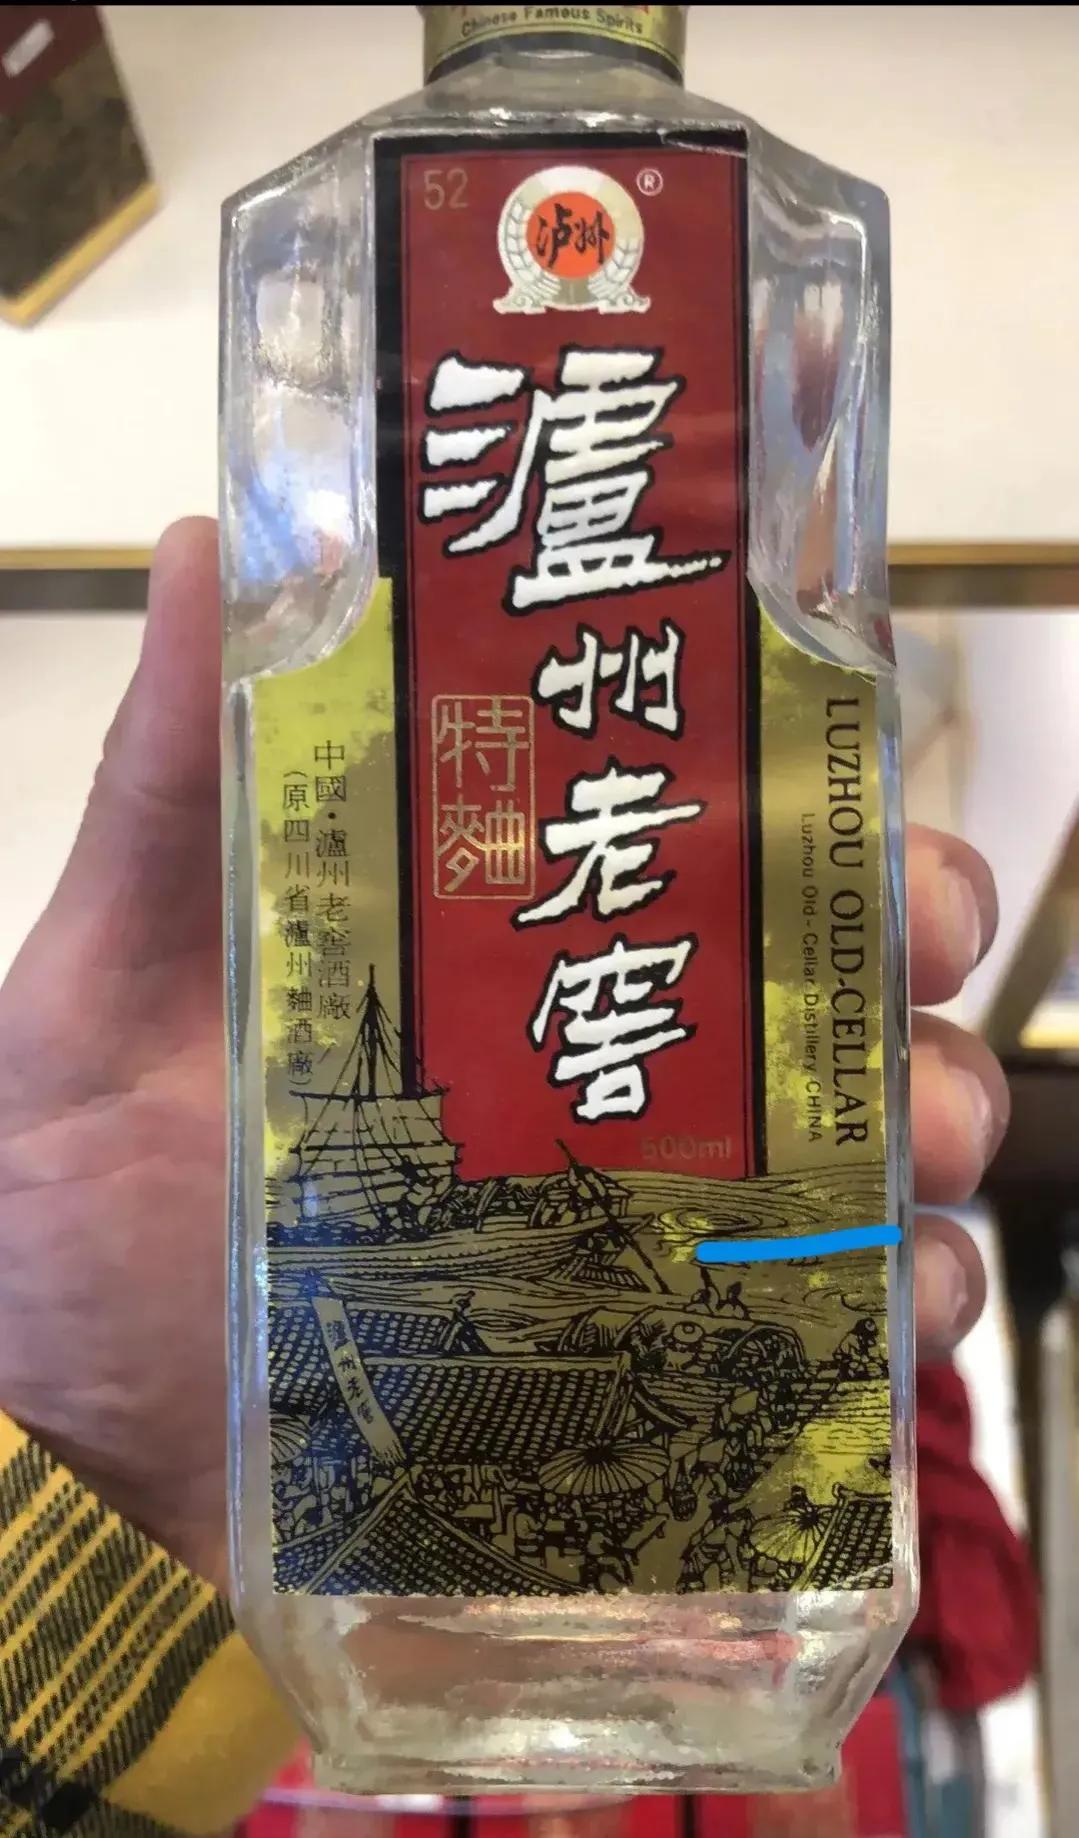 Chinese Famous Spirits
52
泸州
®
瀘州老窖
特麯
中國·瀘州老窖酒廠
(原四川省瀘州麯酒廠)
LUZHOU OLD-CELLAR
Luzhou Old-Cellar Distillery CHINA
500ml
瀘州老窖